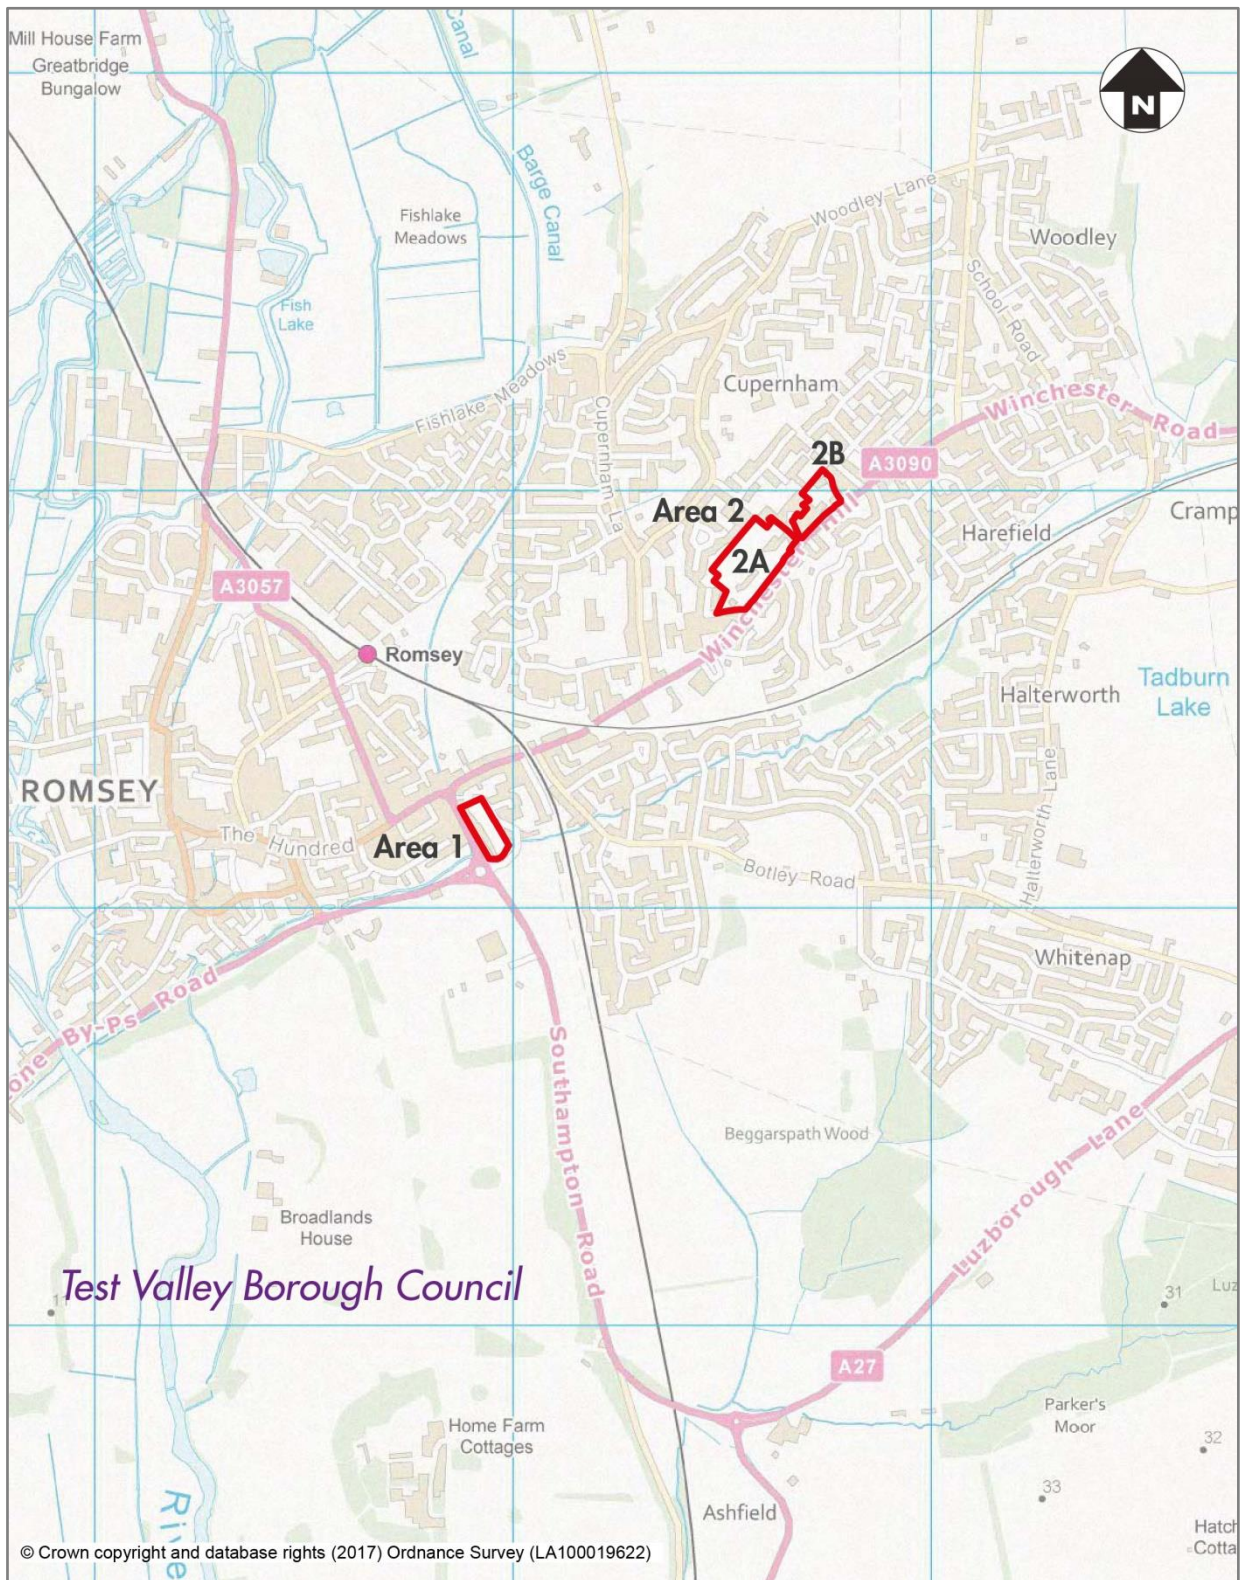 Mill House Farm
Greatbridge
Bungalow
Canal
N
Barge Canal
Fishlake
Meadows
Woodley Lane
Woodley
Fish
Lake
School Road
Fishlake Meadows
Cupernham
Cupernham La
Winchester Road
2B
A3090
Area 2
Cramp
Harefield
2A
A3057
Winchester Hill
Romsey
Halterworth
Tadburn
Lake
ROMSEY
Halterworth Lane
The Hundred
Area 1
Botley Road
Whitenap
one By-Ps Road
Southampton Road
Beggarspath Wood
Luzborough Lane
Broadlands
House
Test Valley Borough Council
31
Luz
A27
Parker's
Moor
Home Farm
Cottages
32
33
Ashfield
Rive
Hatch
Cotta
© Crown copyright and database rights (2017) Ordnance Survey (LA100019622)